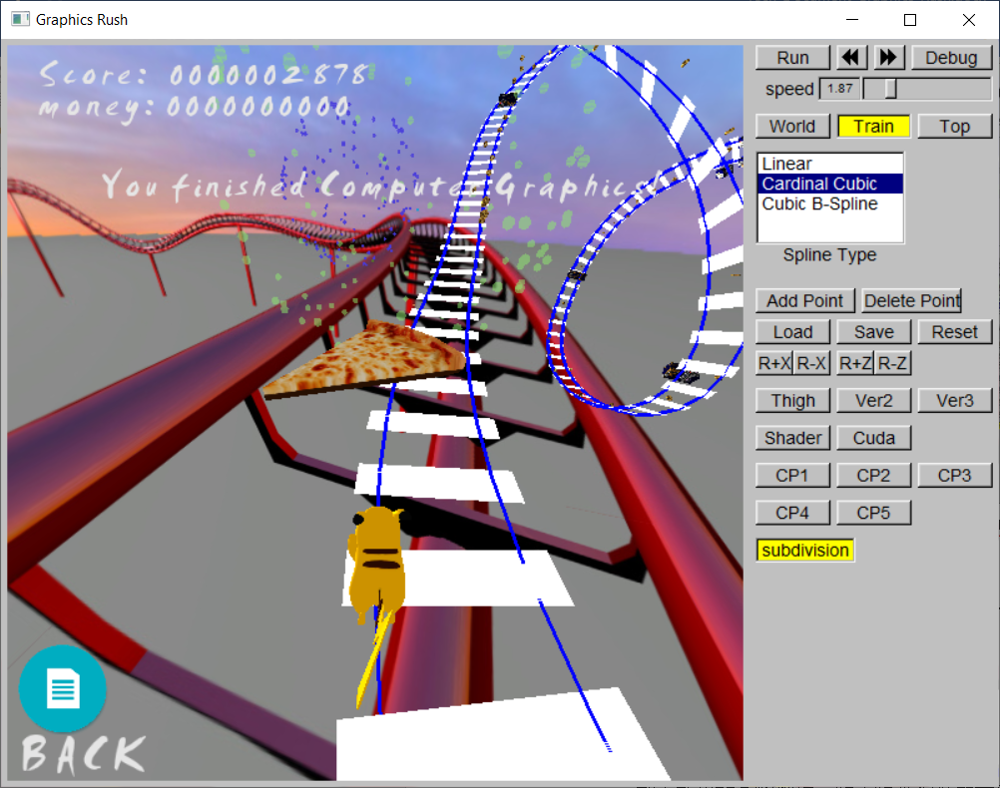 Graphics Rush
Score: 0000002878
money:0000000000
You finished Computer Graphics
BACK
Run
Debug
speed 1.87
World Train Top
Linear
Cardinal Cubic
Cubic B-Spline
Spline Type
Add Point Delete Point
Load Save Reset
R+X R-X R+Z R-Z
Thigh Ver2 Ver3
Shader Cuda
CP1 CP2 CP3
CP4 CP5
subdivision